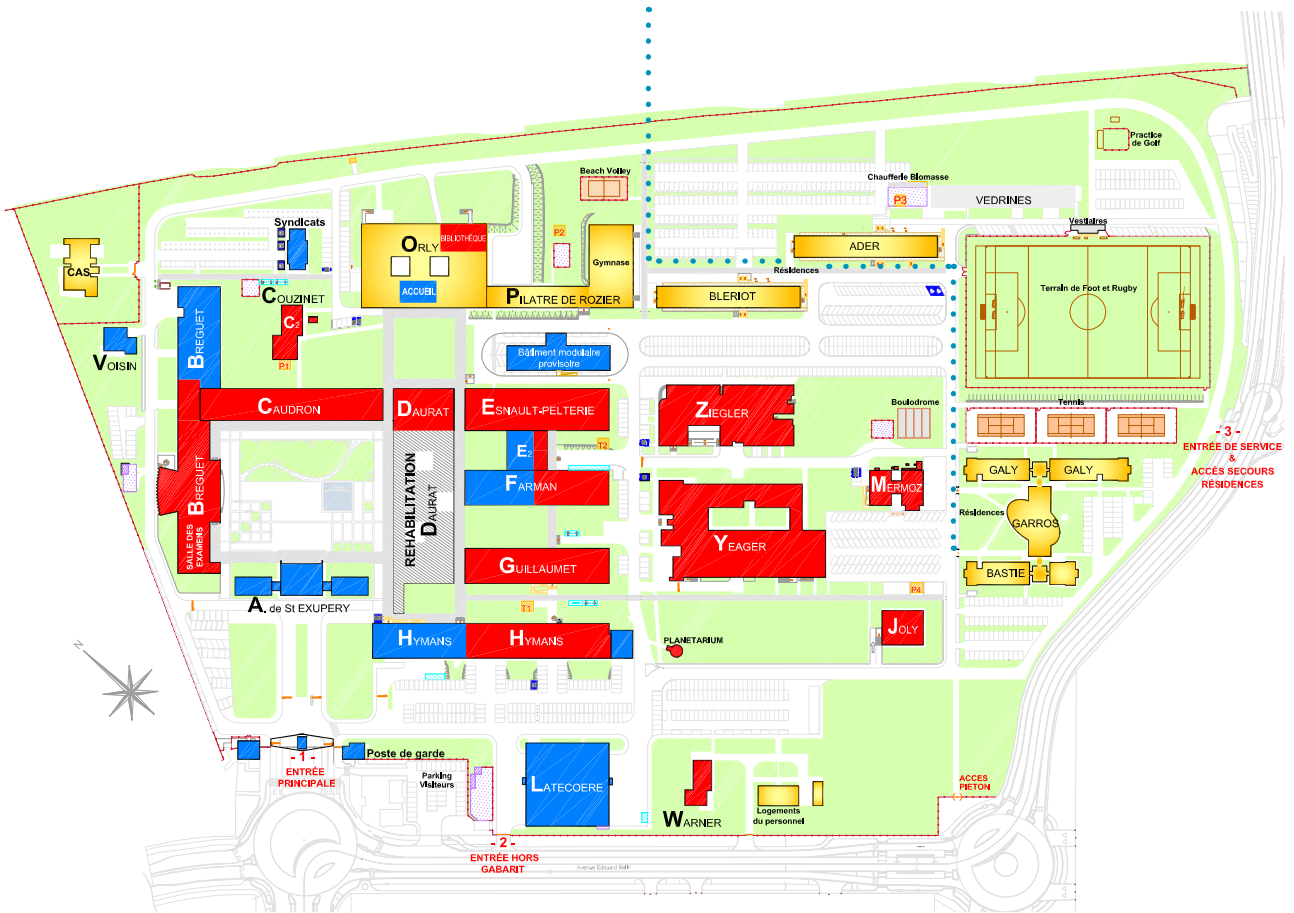 Practice
de Golf
Beach Volley
Chaufferie Biomasse
P3
VEDRINES
Syndicats
Vestiaires
P2
ORLY
BIBLIOTHÈQUE
ADER
CAS
Gymnase
Résidences
ACCUEIL
COUZINET
PILATRE DE ROZIER
BLERIOT
Terrain de Foot et Rugby
C2
BREGUET
VOISIN
P1
Bâtiment modulaire
provisoire
CAUDRON
DAURAT
ESNAULT-PELTERIE
ZIEGLER
Boulodrome
Tennis
- 3 -
ENTRÉE DE SERVICE
&
ACCÈS SECOURS
RÉSIDENCES
E2
T2
GALY
GALY
BREGUET
SALLE DES
EXAMENS
REHABILITATION
DAURAT
FARMAN
MERMOZ
Résidences
GARROS
YEAGER
GUILLAUMET
BASTIE
A. de St EXUPERY
T1
P4
HYMANS
HYMANS
PLANETARIUM
JOLY
N
Poste de garde
- 1 -
ENTRÉE
PRINCIPALE
Parking
Visiteurs
LATECOERE
WARNER
Logements
du personnel
ACCES
PIETON
- 2 -
ENTRÉE HORS
GABARIT
Avenue Edouard Belin